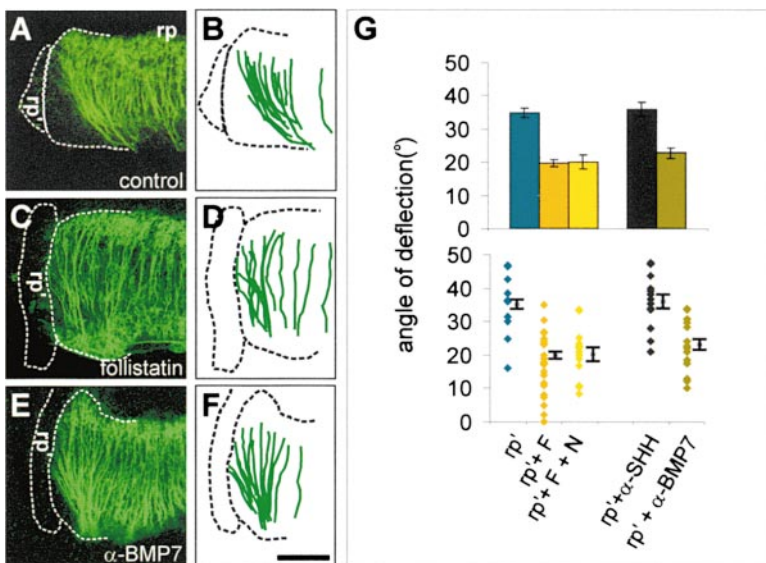 A
rp
rp'
control
B
C
rp'
follistatin
D
E
rp'
α-BMP7
F
G
angle of deflection(°)
50
40
30
20
10
0
50
40
30
20
10
0
rp'
rp'+ F
rp'+ F + N
rp'+α-SHH
rp' + α-BMP7